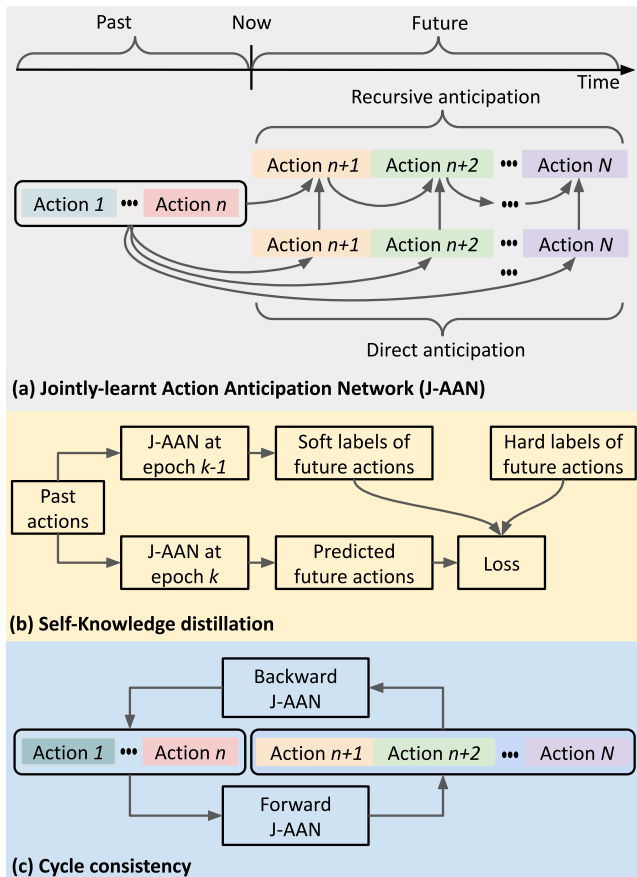 Past Now Future
Time
Recursive anticipation
Action n+1 Action n+2 ••• Action N
Action 1 ••• Action n
•••
Action n+1 Action n+2 ••• Action N
•••
Direct anticipation
(a) Jointly-learnt Action Anticipation Network (J-AAN)
J-AAN at
epoch k-1
Soft labels of
future actions
Hard labels of
future actions
Past
actions
J-AAN at
epoch k
Predicted
future actions
Loss
(b) Self-Knowledge distillation
Backward
J-AAN
Action 1 ••• Action n
Action n+1 Action n+2 ••• Action N
Forward
J-AAN
(c) Cycle consistency